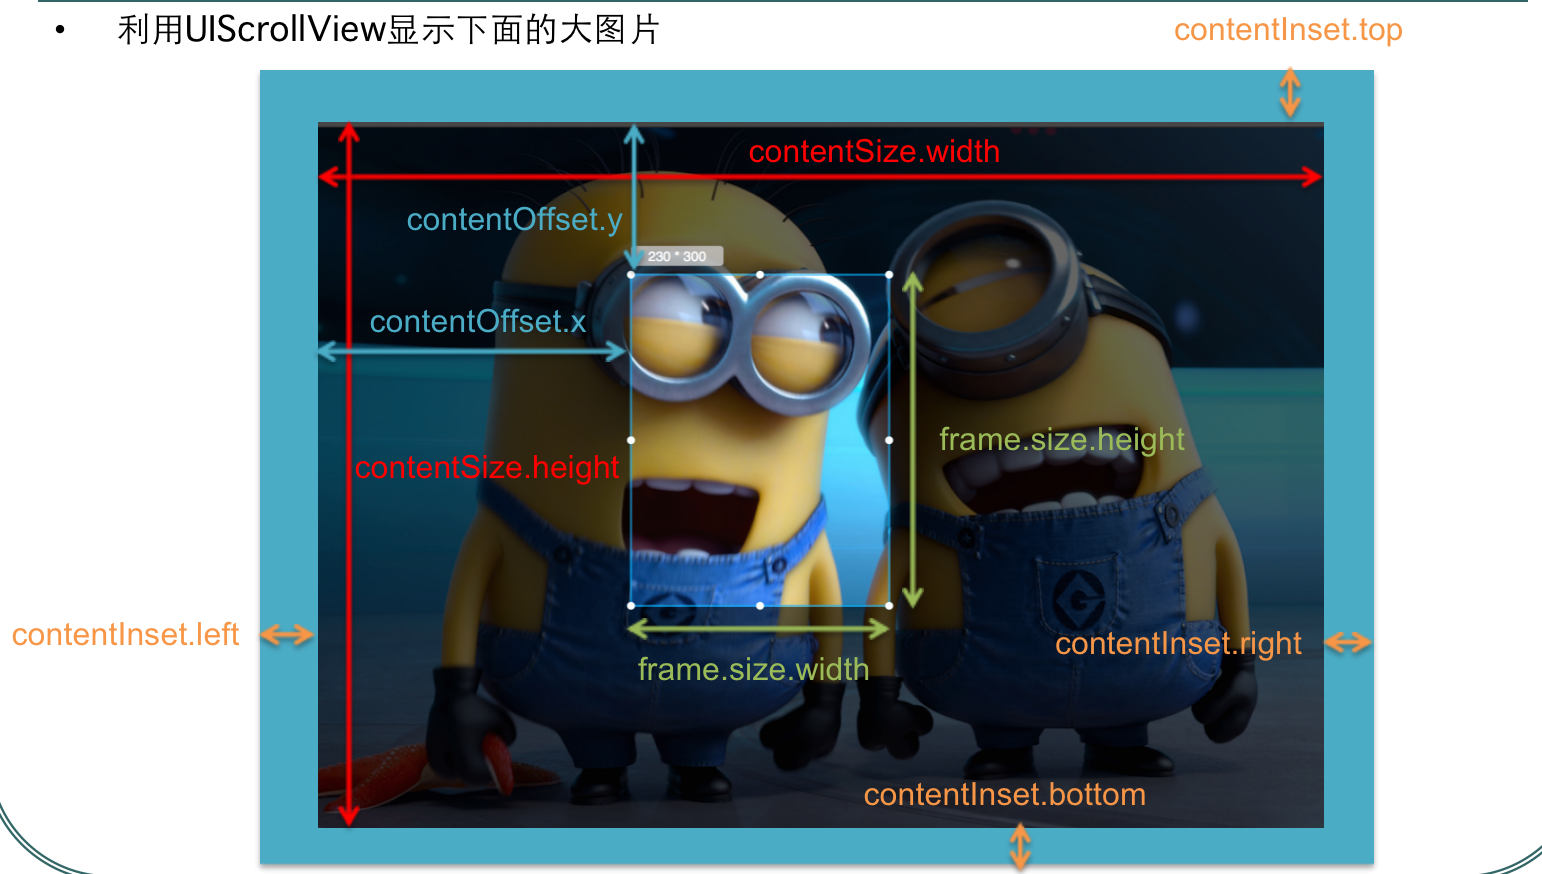 • 利用UIScrollView显示下面的大图片
contentInset.top
contentSize.width
contentOffset.y
230 * 300
contentOffset.x
frame.size.height
contentSize.height
contentInset.left
contentInset.right
frame.size.width
contentInset.bottom